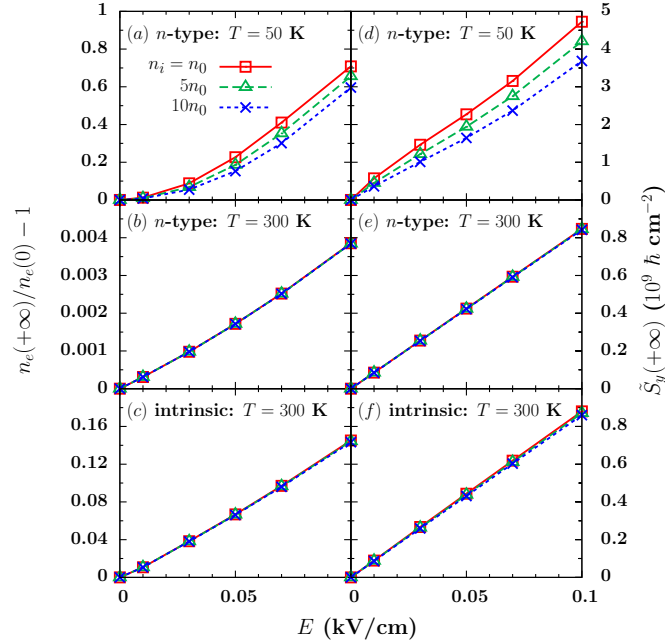 (a) n-type: T = 50 K
(d) n-type: T = 50 K
n_i = n_0
5n_0
10n_0
1
0.8
0.6
0.4
0.2
0
5
4
3
2
1
0
(b) n-type: T = 300 K
(e) n-type: T = 300 K
0.004
0.003
0.002
0.001
0
0.8
0.6
0.4
0.2
0
(c) intrinsic: T = 300 K
(f) intrinsic: T = 300 K
0.16
0.12
0.08
0.04
0
0.8
0.6
0.4
0.2
0
0 0.05 0 0.05 0.1
E (kV/cm)
n_e(+∞)/n_e(0) − 1
S̃_y(+∞) (10⁹ ℏ cm⁻²)